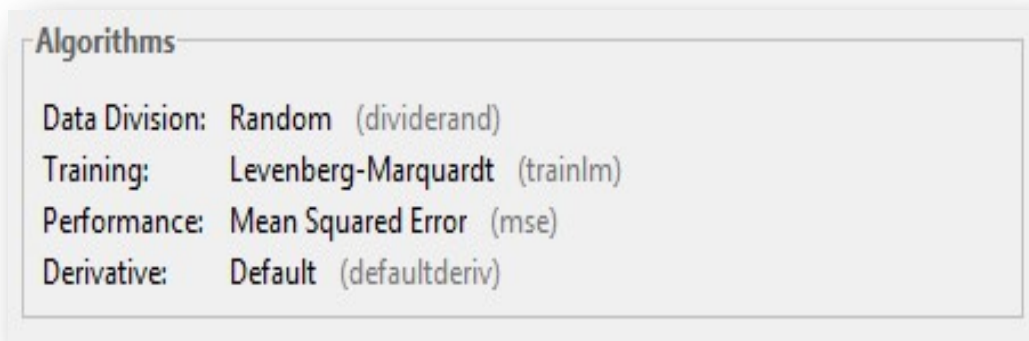 Algorithms
Data Division: Random (dividerand)
Training: Levenberg-Marquardt (trainlm)
Performance: Mean Squared Error (mse)
Derivative: Default (defaultderiv)